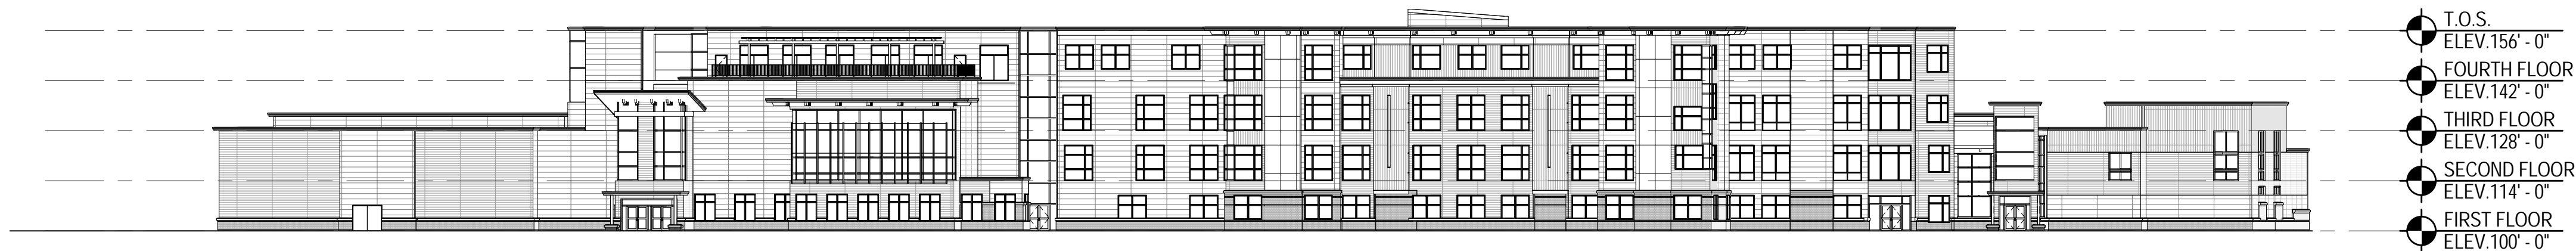 T.O.S.
ELEV.156' - 0"
FOURTH FLOOR
ELEV.142' - 0"
THIRD FLOOR
ELEV.128' - 0"
SECOND FLOOR
ELEV.114' - 0"
FIRST FLOOR
ELEV.100' - 0"